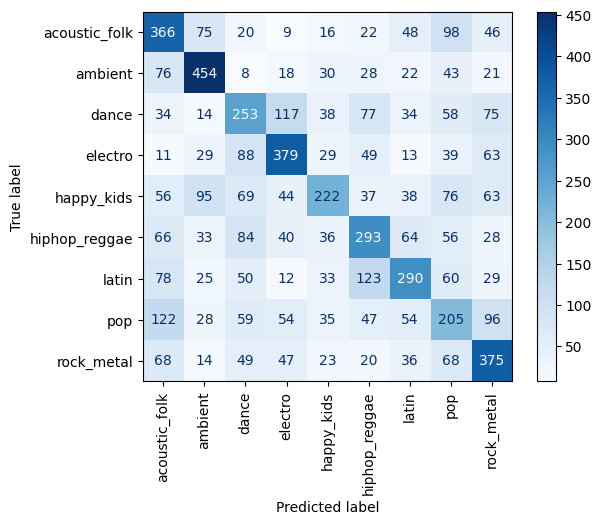 acoustic_folk 366 75 20 9 16 22 48 98 46
ambient 76 454 8 18 30 28 22 43 21
dance 34 14 253 117 38 77 34 58 75
electro 11 29 88 379 29 49 13 39 63
happy_kids 56 95 69 44 222 37 38 76 63
hiphop_reggae 66 33 84 40 36 293 64 56 28
latin 78 25 50 12 33 123 290 60 29
pop 122 28 59 54 35 47 54 205 96
rock_metal 68 14 49 47 23 20 36 68 375
True label
acoustic_folk
ambient
dance
electro
happy_kids
hiphop_reggae
latin
pop
rock_metal
Predicted label
450
400
350
300
250
200
150
100
50